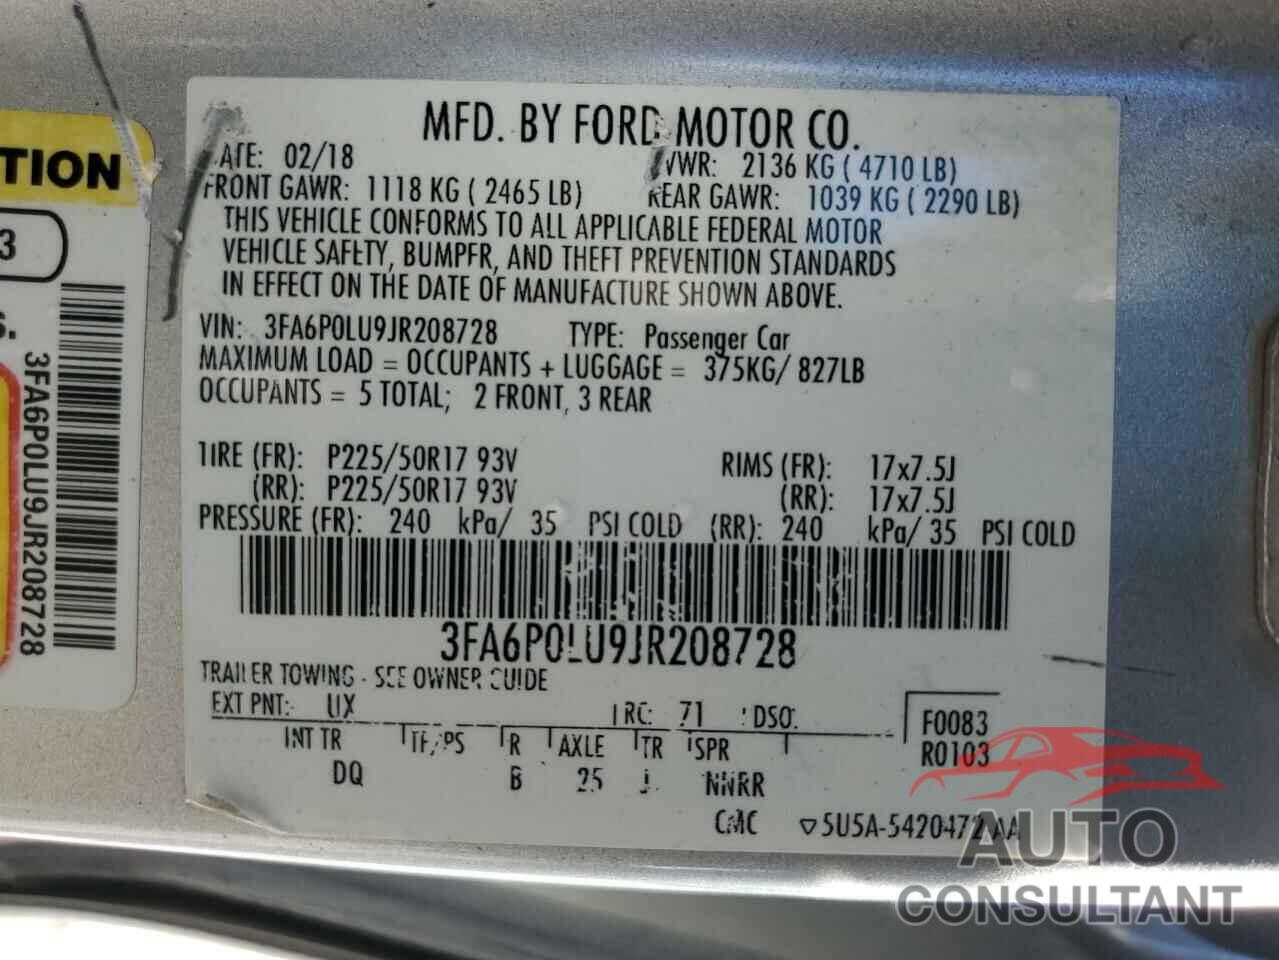 TION
3
s.
3FA6P0LU9JR208728
MFD. BY FORD MOTOR CO.
DATE: 02/18 GVWR: 2136 KG ( 4710 LB)
FRONT GAWR: 1118 KG ( 2465 LB) REAR GAWR: 1039 KG ( 2290 LB)
THIS VEHICLE CONFORMS TO ALL APPLICABLE FEDERAL MOTOR
VEHICLE SAFETY, BUMPER, AND THEFT PREVENTION STANDARDS
IN EFFECT ON THE DATE OF MANUFACTURE SHOWN ABOVE.
VIN: 3FA6P0LU9JR208728 TYPE: Passenger Car
MAXIMUM LOAD = OCCUPANTS + LUGGAGE = 375KG/ 827LB
OCCUPANTS = 5 TOTAL; 2 FRONT, 3 REAR
TIRE (FR): P225/50R17 93V RIMS (FR): 17x7.5J
(RR): P225/50R17 93V (RR): 17x7.5J
PRESSURE (FR): 240 kPa/ 35 PSI COLD (RR): 240 kPa/ 35 PSI COLD
3FA6P0LU9JR208728
TRAILER TOWING - SEE OWNER GUIDE
EXT PNT: UX RC: 71 DSO: F0083
INT TR TP/PS R AXLE TR SPR R0103
DQ B 25 J NNRR
CMC ▽5U5A-5420472 AA
AUTO
CONSULTANT